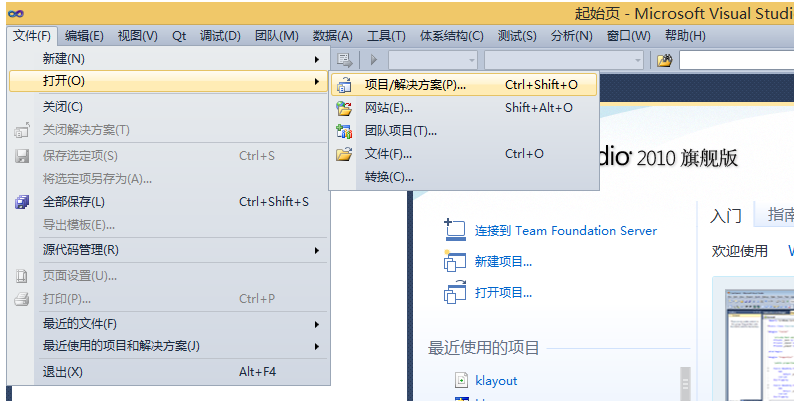 起始页 - Microsoft Visual Studi
文件(F) 编辑(E) 视图(V) Qt 调试(D) 团队(M) 数据(A) 工具(T) 体系结构(C) 测试(S) 分析(N) 窗口(W) 帮助(H)
新建(N)
打开(O)
关闭(C)
关闭解决方案(T)
保存选定项(S) Ctrl+S
将选定项另存为(A)...
全部保存(L) Ctrl+Shift+S
导出模板(E)...
源代码管理(R)
页面设置(U)...
打印(P)... Ctrl+P
最近的文件(F)
最近使用的项目和解决方案(J)
退出(X) Alt+F4
项目/解决方案(P)... Ctrl+Shift+O
网站(E)... Shift+Alt+O
团队项目(T)...
文件(F)... Ctrl+O
转换(C)...
dio 2010 旗舰版
连接到 Team Foundation Server
新建项目...
打开项目...
最近使用的项目
klayout
入门 指南
欢迎使用 W